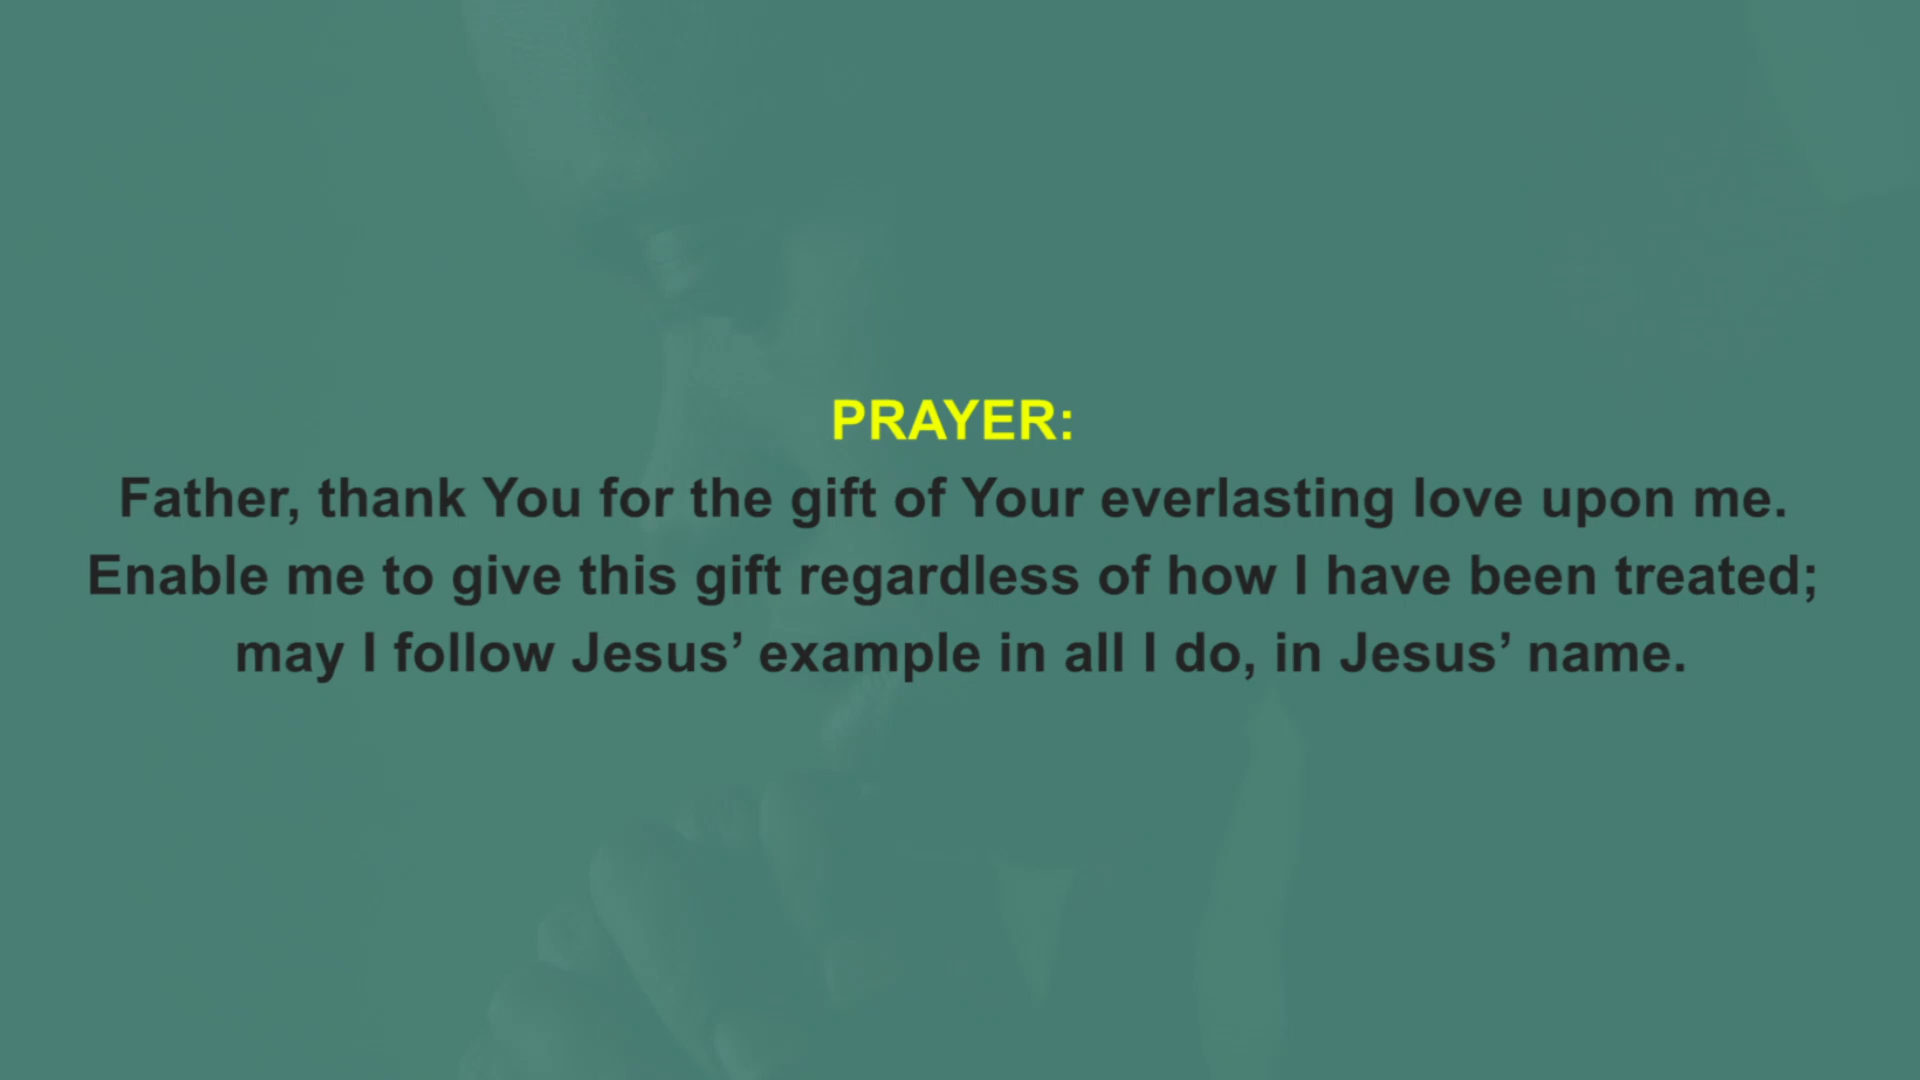 PRAYER:
Father, thank You for the gift of Your everlasting love upon me.
Enable me to give this gift regardless of how I have been treated;
may I follow Jesus’ example in all I do, in Jesus’ name.